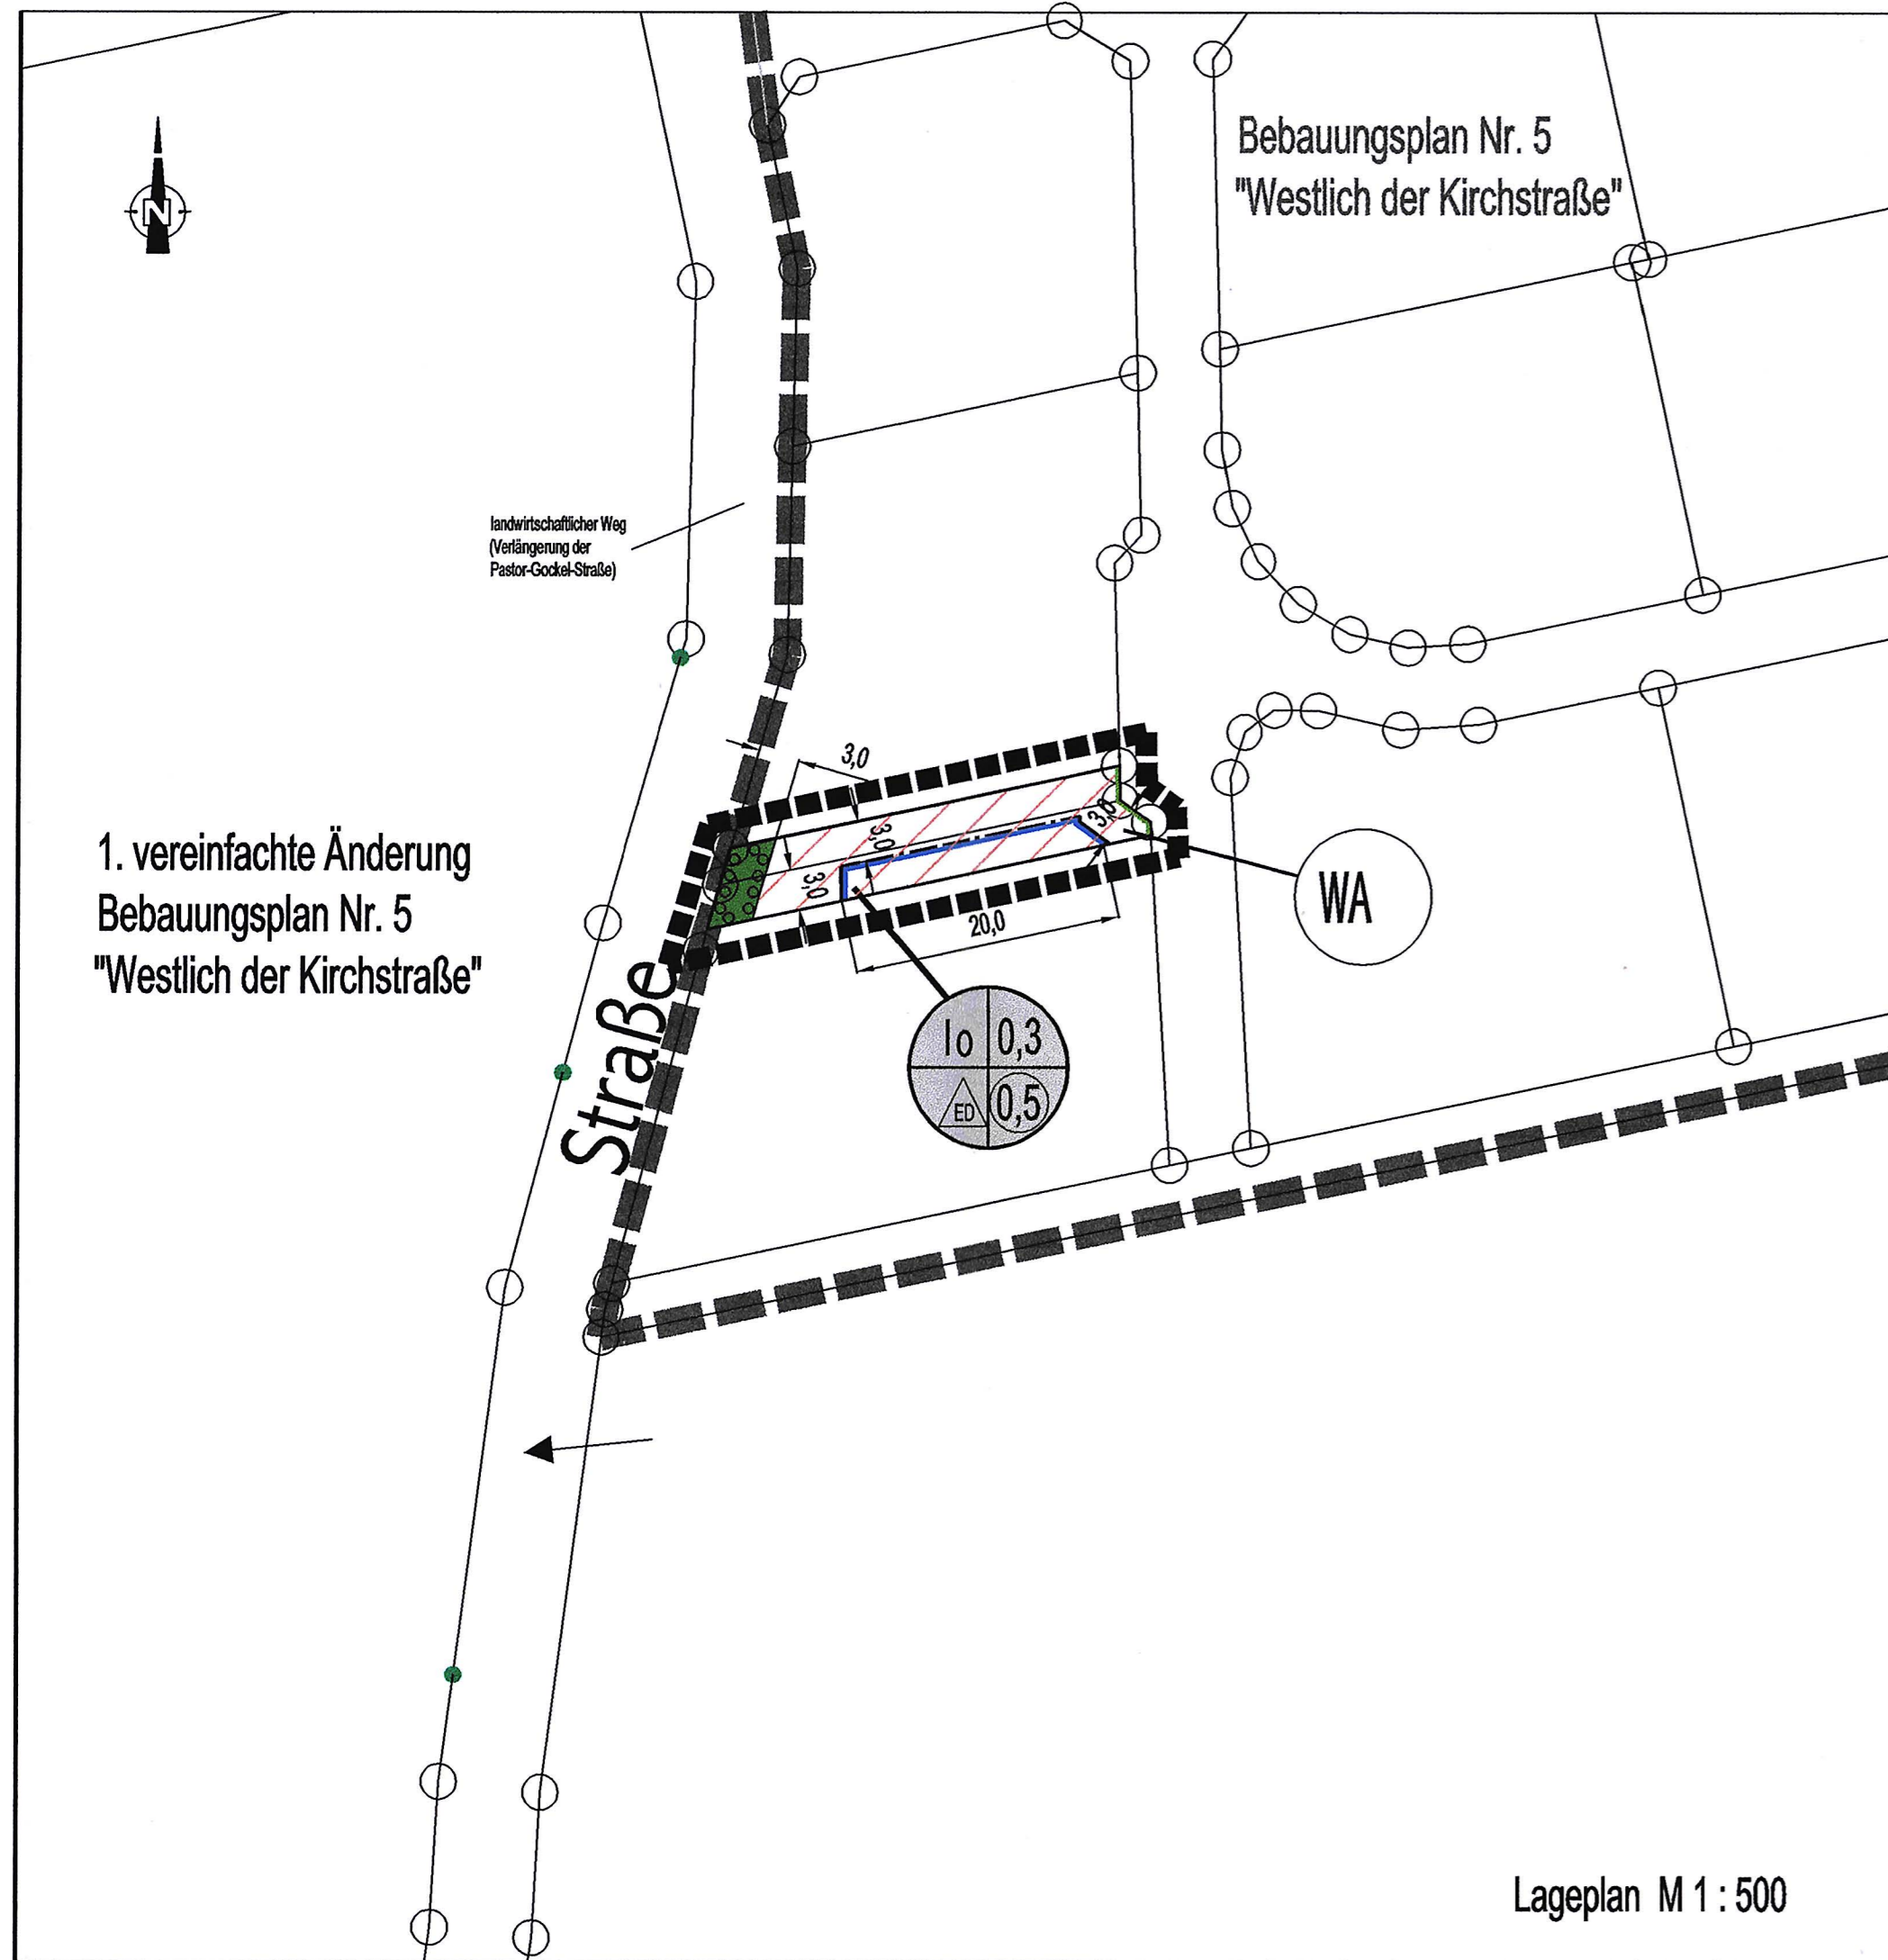 Bebauungsplan Nr. 5
"Westlich der Kirchstraße"
N
landwirtschaftlicher Weg
(Verlängerung der
Pastor-Gockel-Straße)
3,0
3,0
3,0
3,0
1. vereinfachte Änderung
Bebauungsplan Nr. 5
"Westlich der Kirchstraße"
WA
20,0
Straße
Io 0,3
ED 0,5
Lageplan M 1 : 500